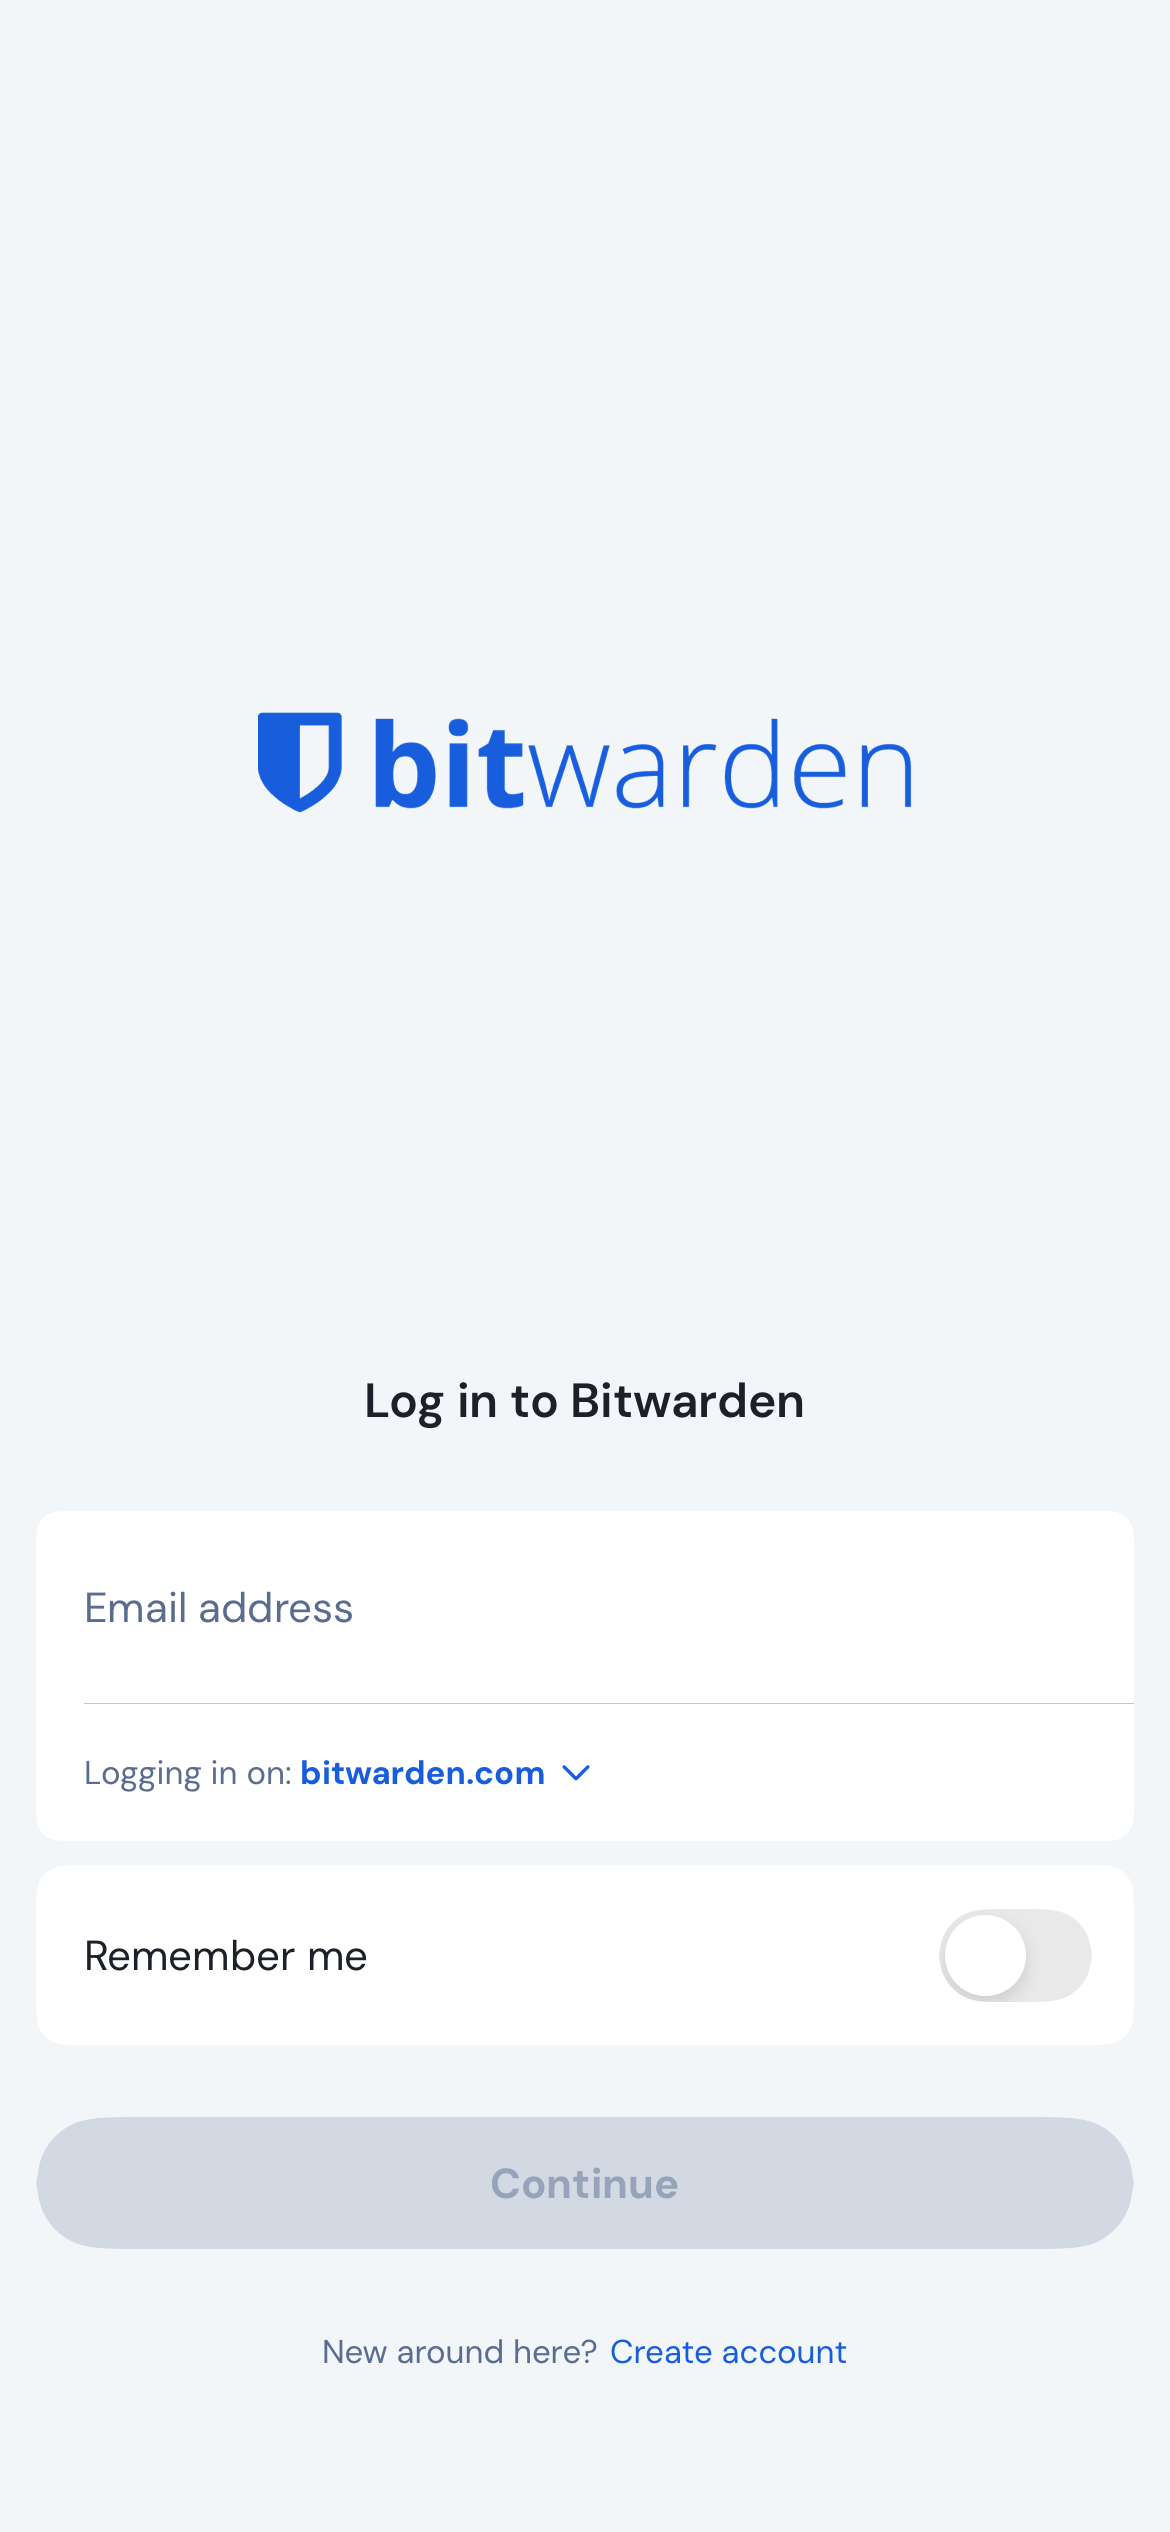 bitwarden
Log in to Bitwarden
Email address
Logging in on: bitwarden.com
Remember me
Continue
New around here? Create account